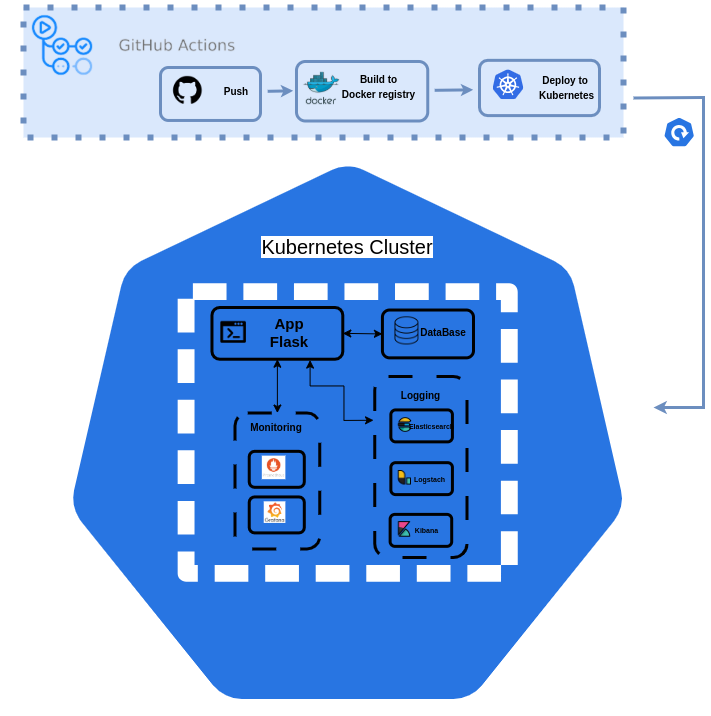 GitHub Actions
Push
Build to
Docker registry
docker
Deploy to
Kubernetes
Kubernetes Cluster
App
Flask
DataBase
Logging
Monitoring
Elasticsearch
Logstach
Grafana
Kibana